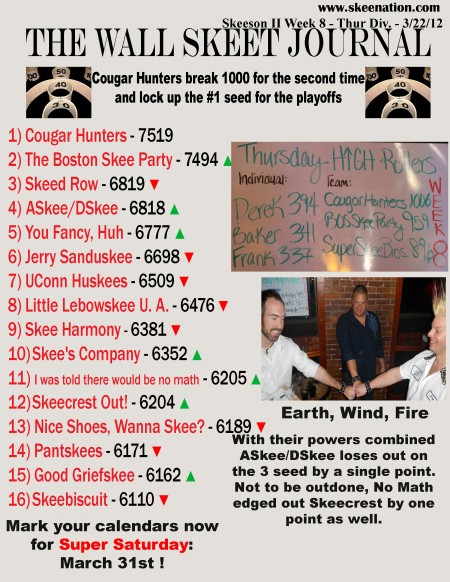 www.skeenation.com
Skeeson II Week 8 - Thur Div. - 3/22/12
THE WALL SKEET JOURNAL
Cougar Hunters break 1000 for the second time
and lock up the #1 seed for the playoffs
50
40
30
50
40
30
1) Cougar Hunters - 7519
2) The Boston Skee Party - 7494 ▲
3) Skeed Row - 6819 ▼
4) ASkee/DSkee - 6818 ▲
5) You Fancy, Huh - 6777 ▲
6) Jerry Sanduskee - 6698 ▼
7) UConn Huskees - 6509 ▼
8) Little Lebowskee U. A. - 6476 ▼
9) Skee Harmony - 6381 ▼
10) Skee's Company - 6352 ▲
11) I was told there would be no math - 6205 ▲
12) Skeecrest Out! - 6204 ▲
13) Nice Shoes, Wanna Skee? - 6189 ▼
14) Pantskees - 6171 ▼
15) Good Griefskee - 6162 ▲
16) Skeebiscuit - 6110 ▼
Mark your calendars now
for Super Saturday:
March 31st !
Thursday-HIGH Rollers
Individual: Team:
Derek 394 Cougar Hunters 1006
Baker 341 BOS Skee Party 959
Frank 337 Super Skee Bros. 896
WEEK 8
Earth, Wind, Fire
With their powers combined
ASkee/DSkee loses out on
the 3 seed by a single point.
Not to be outdone, No Math
edged out Skeecrest by one
point as well.